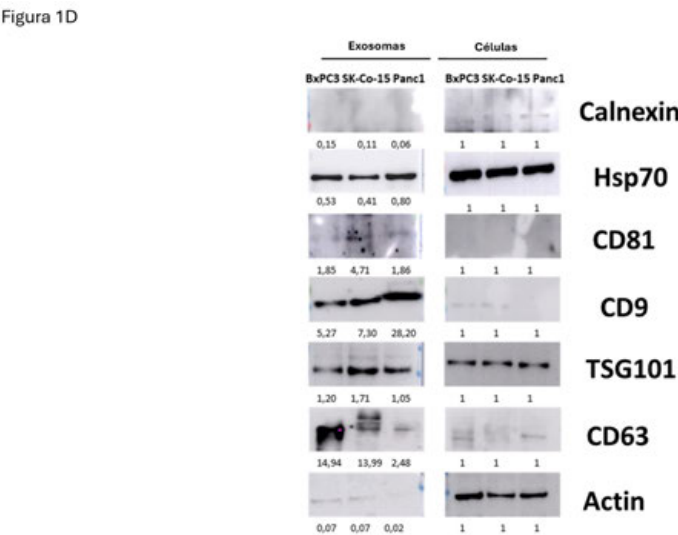 Figura 1D
Exosomas Células
BxPC3 SK-Co-15 Panc1 BxPC3 SK-Co-15 Panc1
Calnexin
0,15 0,11 0,06 1 1 1
Hsp70
0,53 0,41 0,80 1 1 1
CD81
1,85 4,71 1,86 1 1 1
CD9
5,27 7,30 28,20 1 1 1
TSG101
1,20 1,71 1,05 1 1 1
CD63
14,94 13,99 2,48 1 1 1
Actin
0,07 0,07 0,02 1 1 1